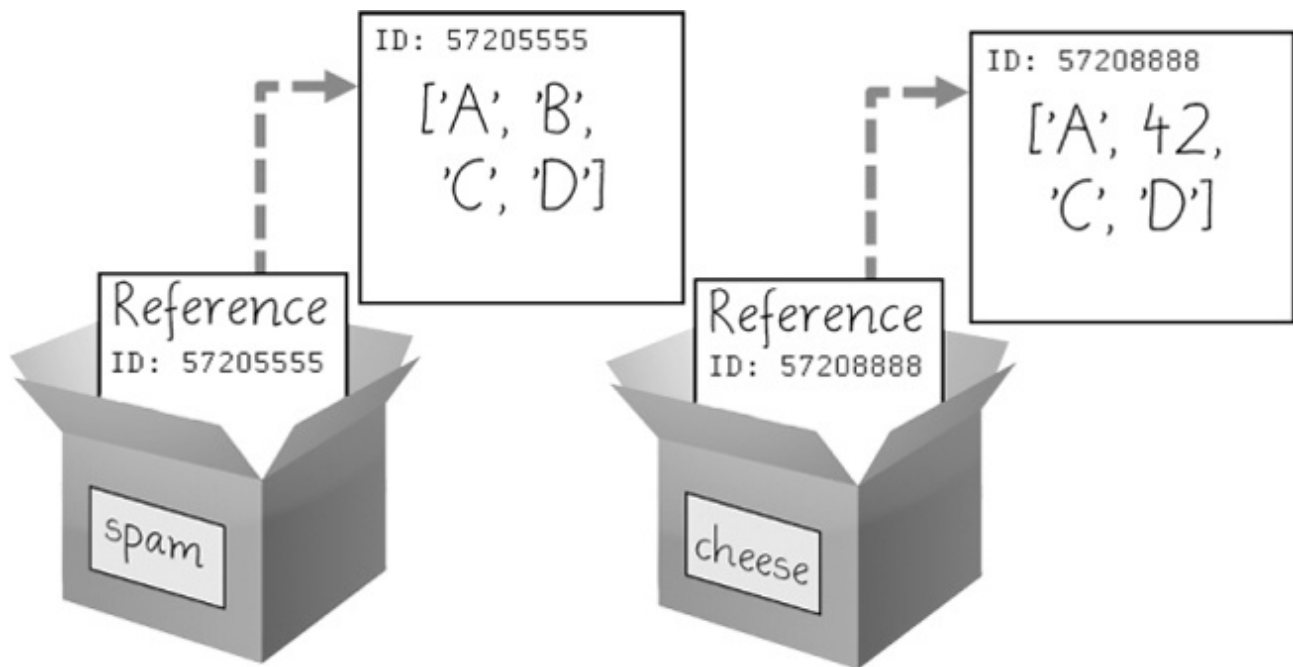 ID: 57205555
['A', 'B',
'C', 'D']
Reference
ID: 57205555
spam
ID: 57208888
['A', 42,
'C', 'D']
Reference
ID: 57208888
cheese